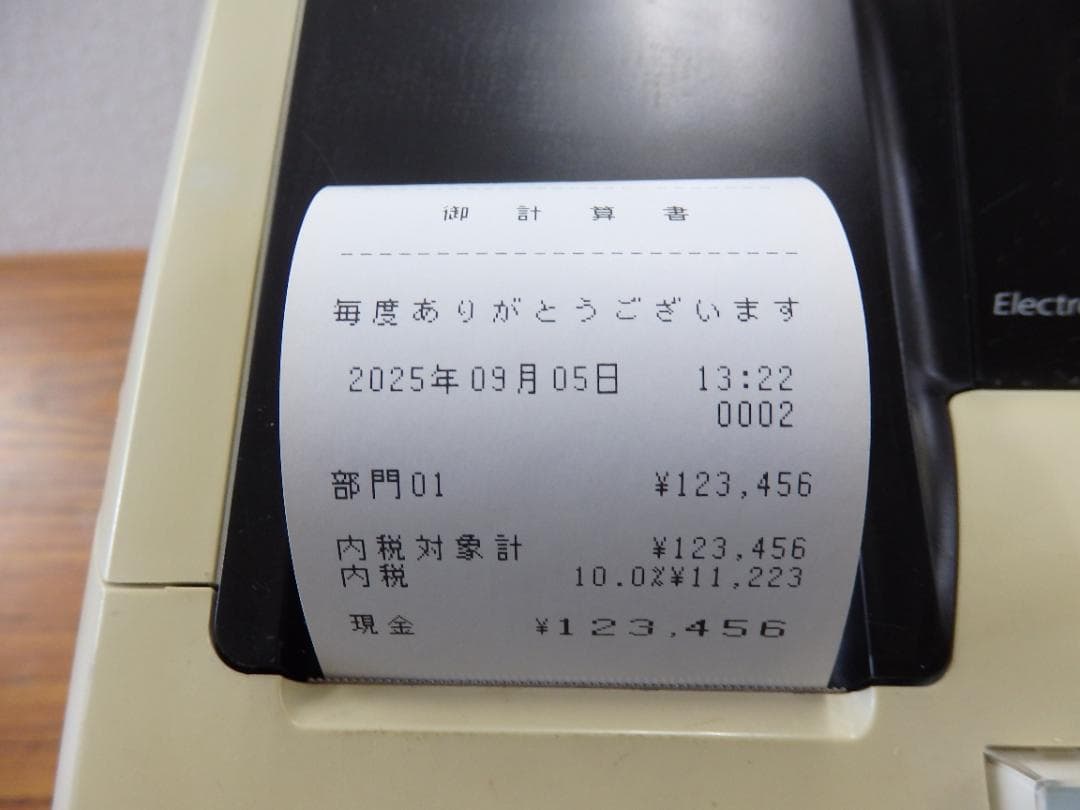 御計算書
毎度ありがとうございます
2025年09月05日 13:22
0002
部門01 ¥123,456
内税対象計 ¥123,456
内税 10.0%¥11,223
現金 ¥123,456